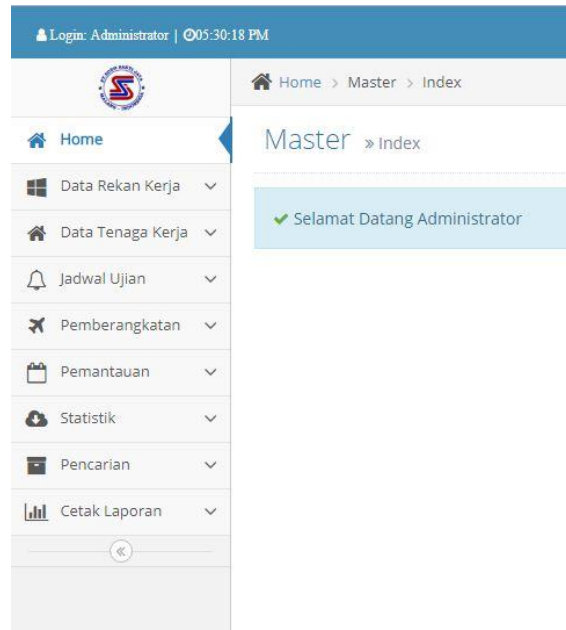 Login: Administrator | 05:30:18 PM
Home > Master > Index
Home
Master » Index
Data Rekan Kerja
Selamat Datang Administrator
Data Tenaga Kerja
Jadwal Ujian
Pemberangkatan
Pemantauan
Statistik
Pencarian
Cetak Laporan